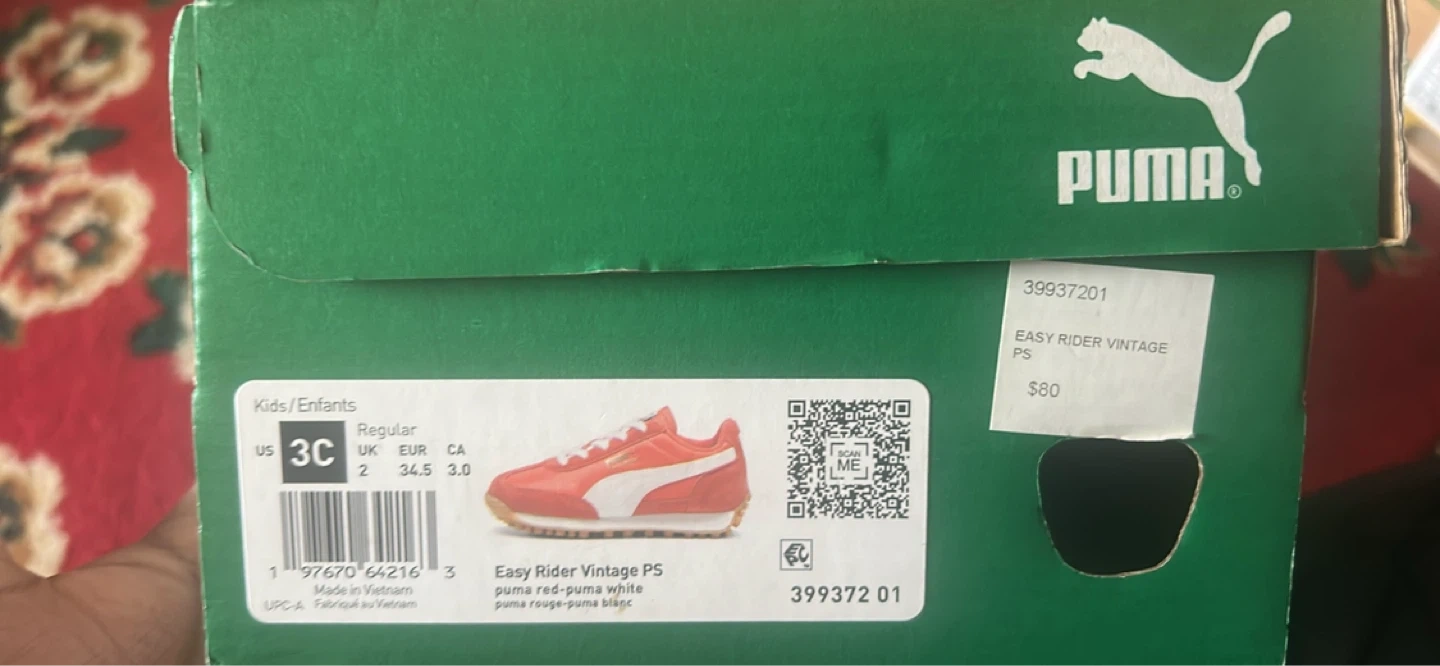 PUMA®
39937201
EASY RIDER VINTAGE
PS
$80
Kids/Enfants
Regular
US 3C UK EUR CA
2 34.5 3.0
SCAN
ME
1 97670 64216 3
Made in Vietnam
UPC-A Fabriqué au Vietnam
Easy Rider Vintage PS
puma red-puma white
puma rouge-puma blanc
399372 01